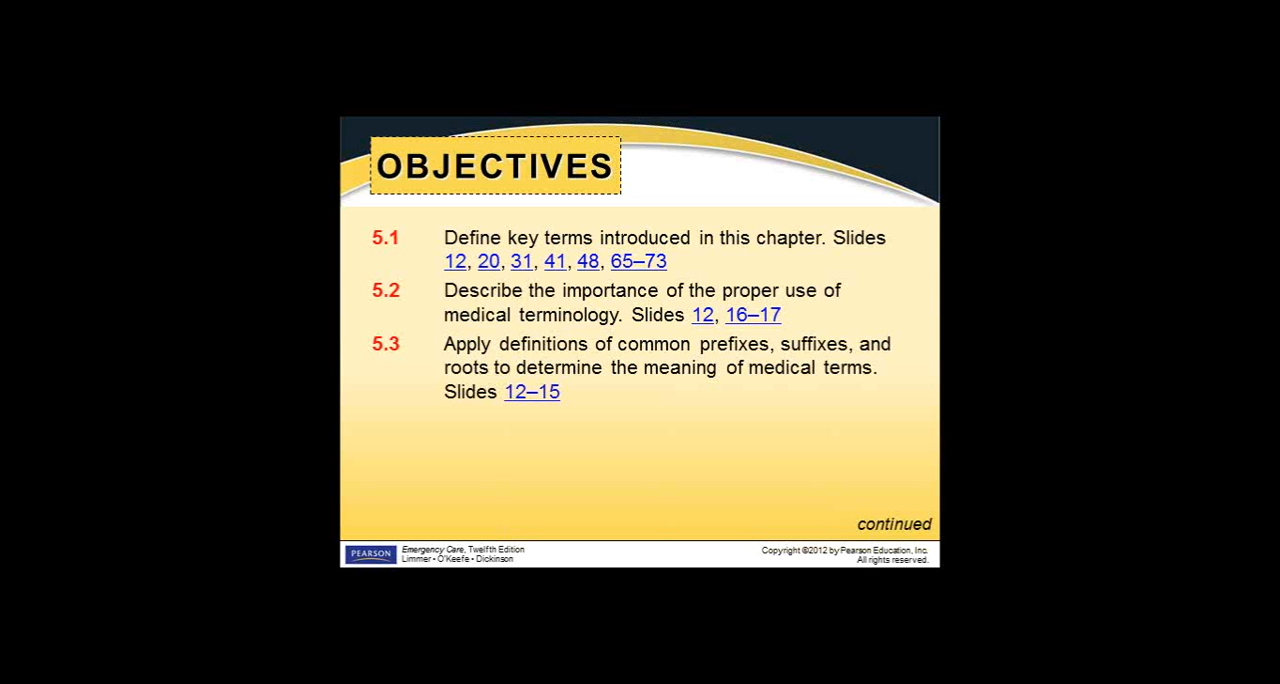 OBJECTIVES
5.1 Define key terms introduced in this chapter. Slides
12, 20, 31, 41, 48, 65–73
5.2 Describe the importance of the proper use of
medical terminology. Slides 12, 16–17
5.3 Apply definitions of common prefixes, suffixes, and
roots to determine the meaning of medical terms.
Slides 12–15
continued
PEARSON
Emergency Care, Twelfth Edition
Limmer • O'Keefe • Dickinson
Copyright ©2012 by Pearson Education, Inc.
All rights reserved.